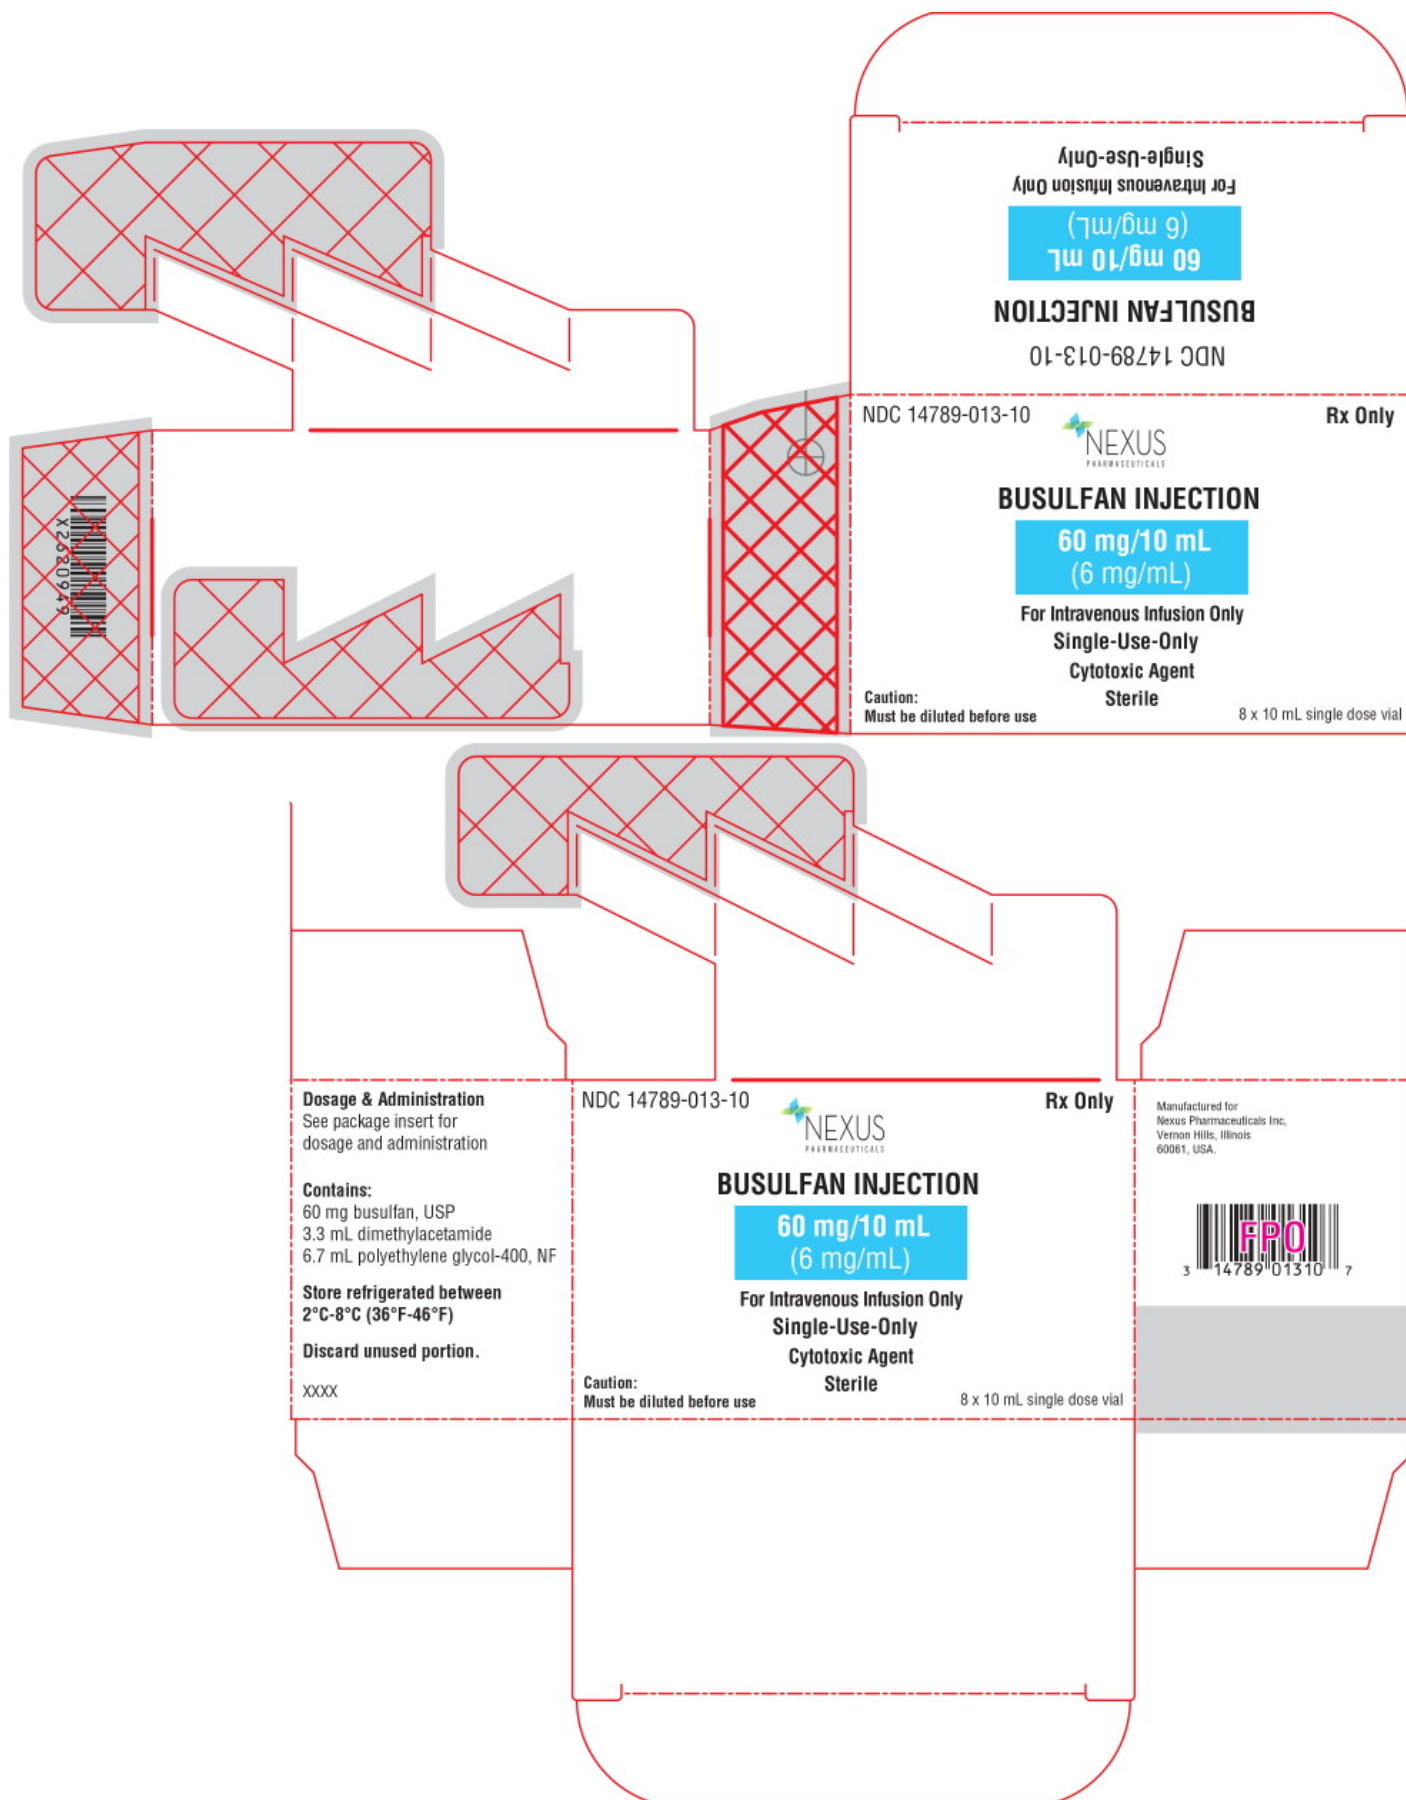 Single-Use-Only
For Intravenous Infusion Only
(6 mg/mL)
60 mg/10 mL
BUSULFAN INJECTION
NDC 14789-013-10
NDC 14789-013-10
NEXUS
PHARMACEUTICALS
Rx Only
BUSULFAN INJECTION
60 mg/10 mL
(6 mg/mL)
For Intravenous Infusion Only
Single-Use-Only
Cytotoxic Agent
Sterile
Caution:
Must be diluted before use
8 x 10 mL single dose vial
X2620949
Dosage & Administration
See package insert for
dosage and administration
Contains:
60 mg busulfan, USP
3.3 mL dimethylacetamide
6.7 mL polyethylene glycol-400, NF
Store refrigerated between
2°C-8°C (36°F-46°F)
Discard unused portion.
XXXX
NDC 14789-013-10
NEXUS
PHARMACEUTICALS
Rx Only
BUSULFAN INJECTION
60 mg/10 mL
(6 mg/mL)
For Intravenous Infusion Only
Single-Use-Only
Cytotoxic Agent
Sterile
Caution:
Must be diluted before use
8 x 10 mL single dose vial
Manufactured for
Nexus Pharmaceuticals Inc,
Vernon Hills, Illinois
60061, USA.
FPO
3 14789 01310 7